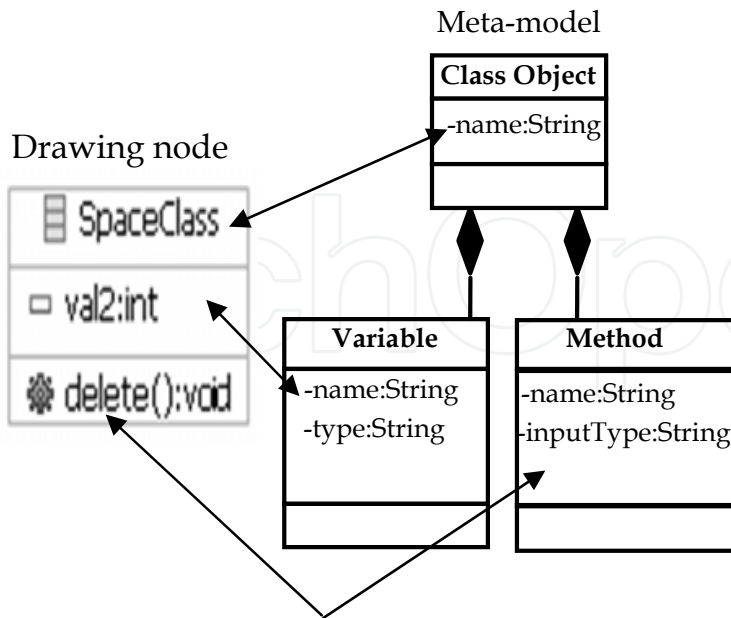 Meta-model
Class Object
-name:String
Drawing node
SpaceClass
val2:int
delete():void
Variable
-name:String
-type:String
Method
-name:String
-inputType:String